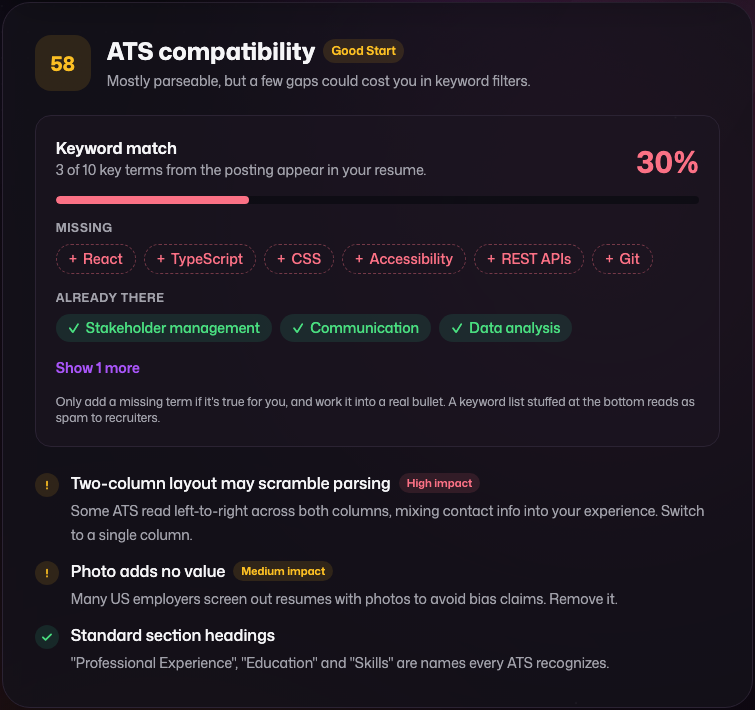 58
ATS compatibility
Good Start
Mostly parseable, but a few gaps could cost you in keyword filters.
Keyword match
3 of 10 key terms from the posting appear in your resume.
30%
MISSING
+ React + TypeScript + CSS + Accessibility + REST APIs + Git
ALREADY THERE
✓ Stakeholder management ✓ Communication ✓ Data analysis
Show 1 more
Only add a missing term if it's true for you, and work it into a real bullet. A keyword list stuffed at the bottom reads as
spam to recruiters.
! Two-column layout may scramble parsing High impact
Some ATS read left-to-right across both columns, mixing contact info into your experience. Switch
to a single column.
! Photo adds no value Medium impact
Many US employers screen out resumes with photos to avoid bias claims. Remove it.
✓ Standard section headings
"Professional Experience", "Education" and "Skills" are names every ATS recognizes.